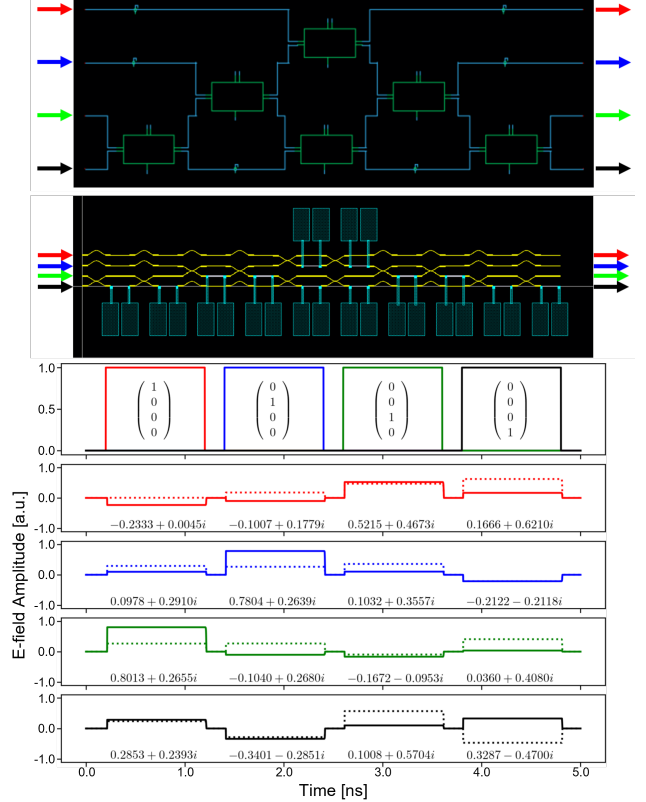 1.0
0.5
0.0
( 1 0 0 0 )
( 0 1 0 0 )
( 0 0 1 0 )
( 0 0 0 1 )
1.0
0.0
-1.0
−0.2333 + 0.0045i −0.1007 + 0.1779i 0.5215 + 0.4673i 0.1666 + 0.6210i
1.0
0.0
-1.0
0.0978 + 0.2910i 0.7804 + 0.2639i 0.1032 + 0.3557i −0.2122 − 0.2118i
1.0
0.0
-1.0
0.8013 + 0.2655i −0.1040 + 0.2680i −0.1672 − 0.0953i 0.0360 + 0.4080i
1.0
0.0
-1.0
0.2853 + 0.2393i −0.3401 − 0.2851i 0.1008 + 0.5704i 0.3287 − 0.4700i
0.0 1.0 2.0 3.0 4.0 5.0
Time [ns]
E-field Amplitude [a.u.]